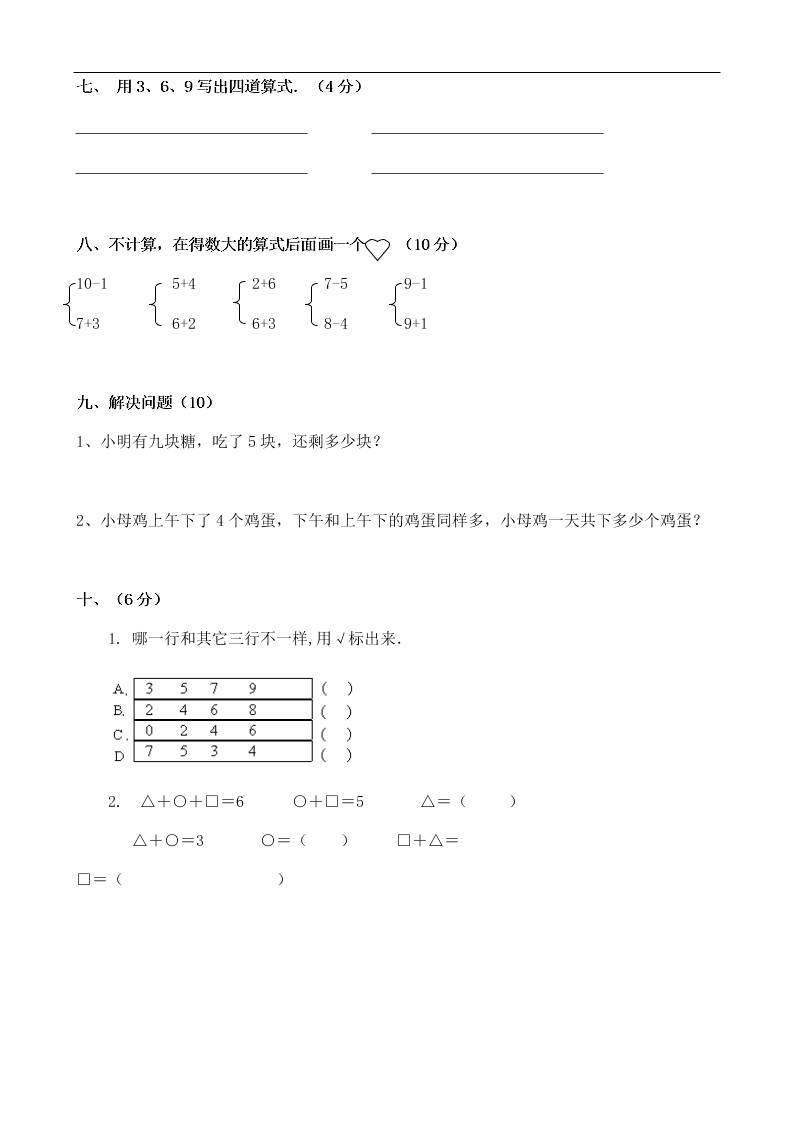 七、 用 3、6、9 写出四道算式．（4 分）
八、不计算，在得数大的算式后面画一个 （10 分）
10-1 5+4 2+6 7-5 9-1
7+3 6+2 6+3 8-4 9+1
九、解决问题（10）
1、小明有九块糖，吃了 5 块，还剩多少块？
2、小母鸡上午下了 4 个鸡蛋，下午和上午下的鸡蛋同样多，小母鸡一天共下多少个鸡蛋？
十、（6 分）
1. 哪一行和其它三行不一样,用√标出来．
A. 3 5 7 9 ( )
B. 2 4 6 8 ( )
C. 0 2 4 6 ( )
D 7 5 3 4 ( )
2. △＋○＋□＝6 ○＋□＝5 △＝（ ）
△＋○＝3 ○＝（ ） □＋△＝
□＝（ ）